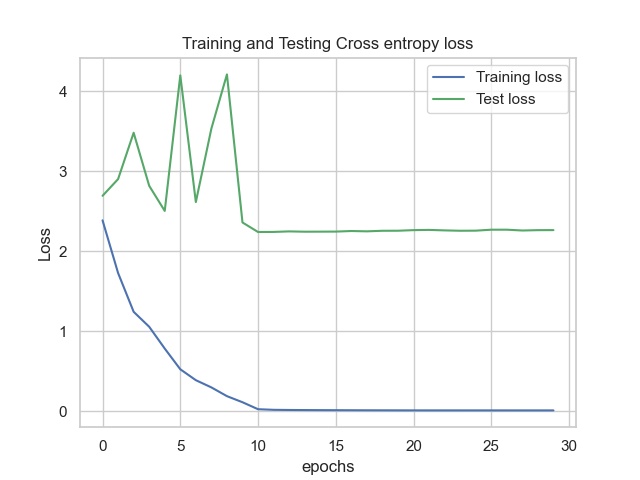 Training and Testing Cross entropy loss
Training loss
Test loss
Loss
4
3
2
1
0
0 5 10 15 20 25 30
epochs